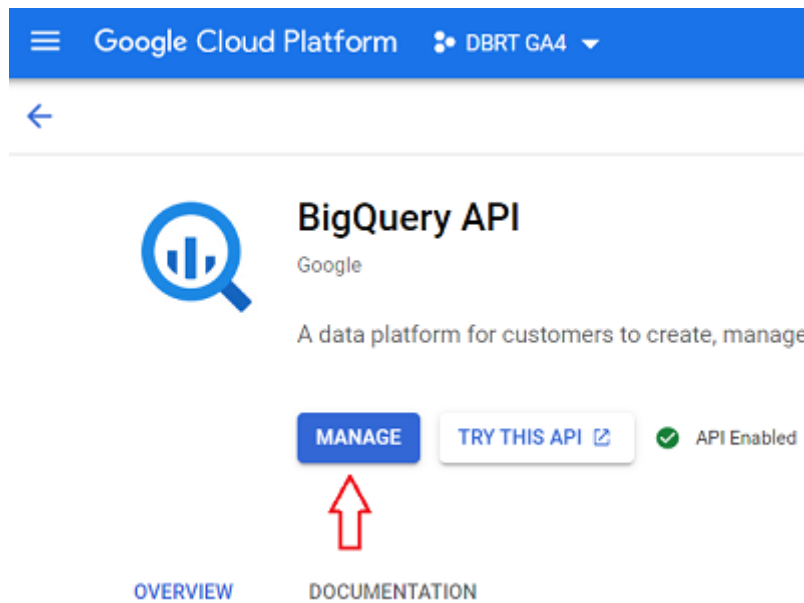 Google Cloud Platform DBRT GA4
BigQuery API
Google
A data platform for customers to create, manage
MANAGE TRY THIS API API Enabled
OVERVIEW DOCUMENTATION